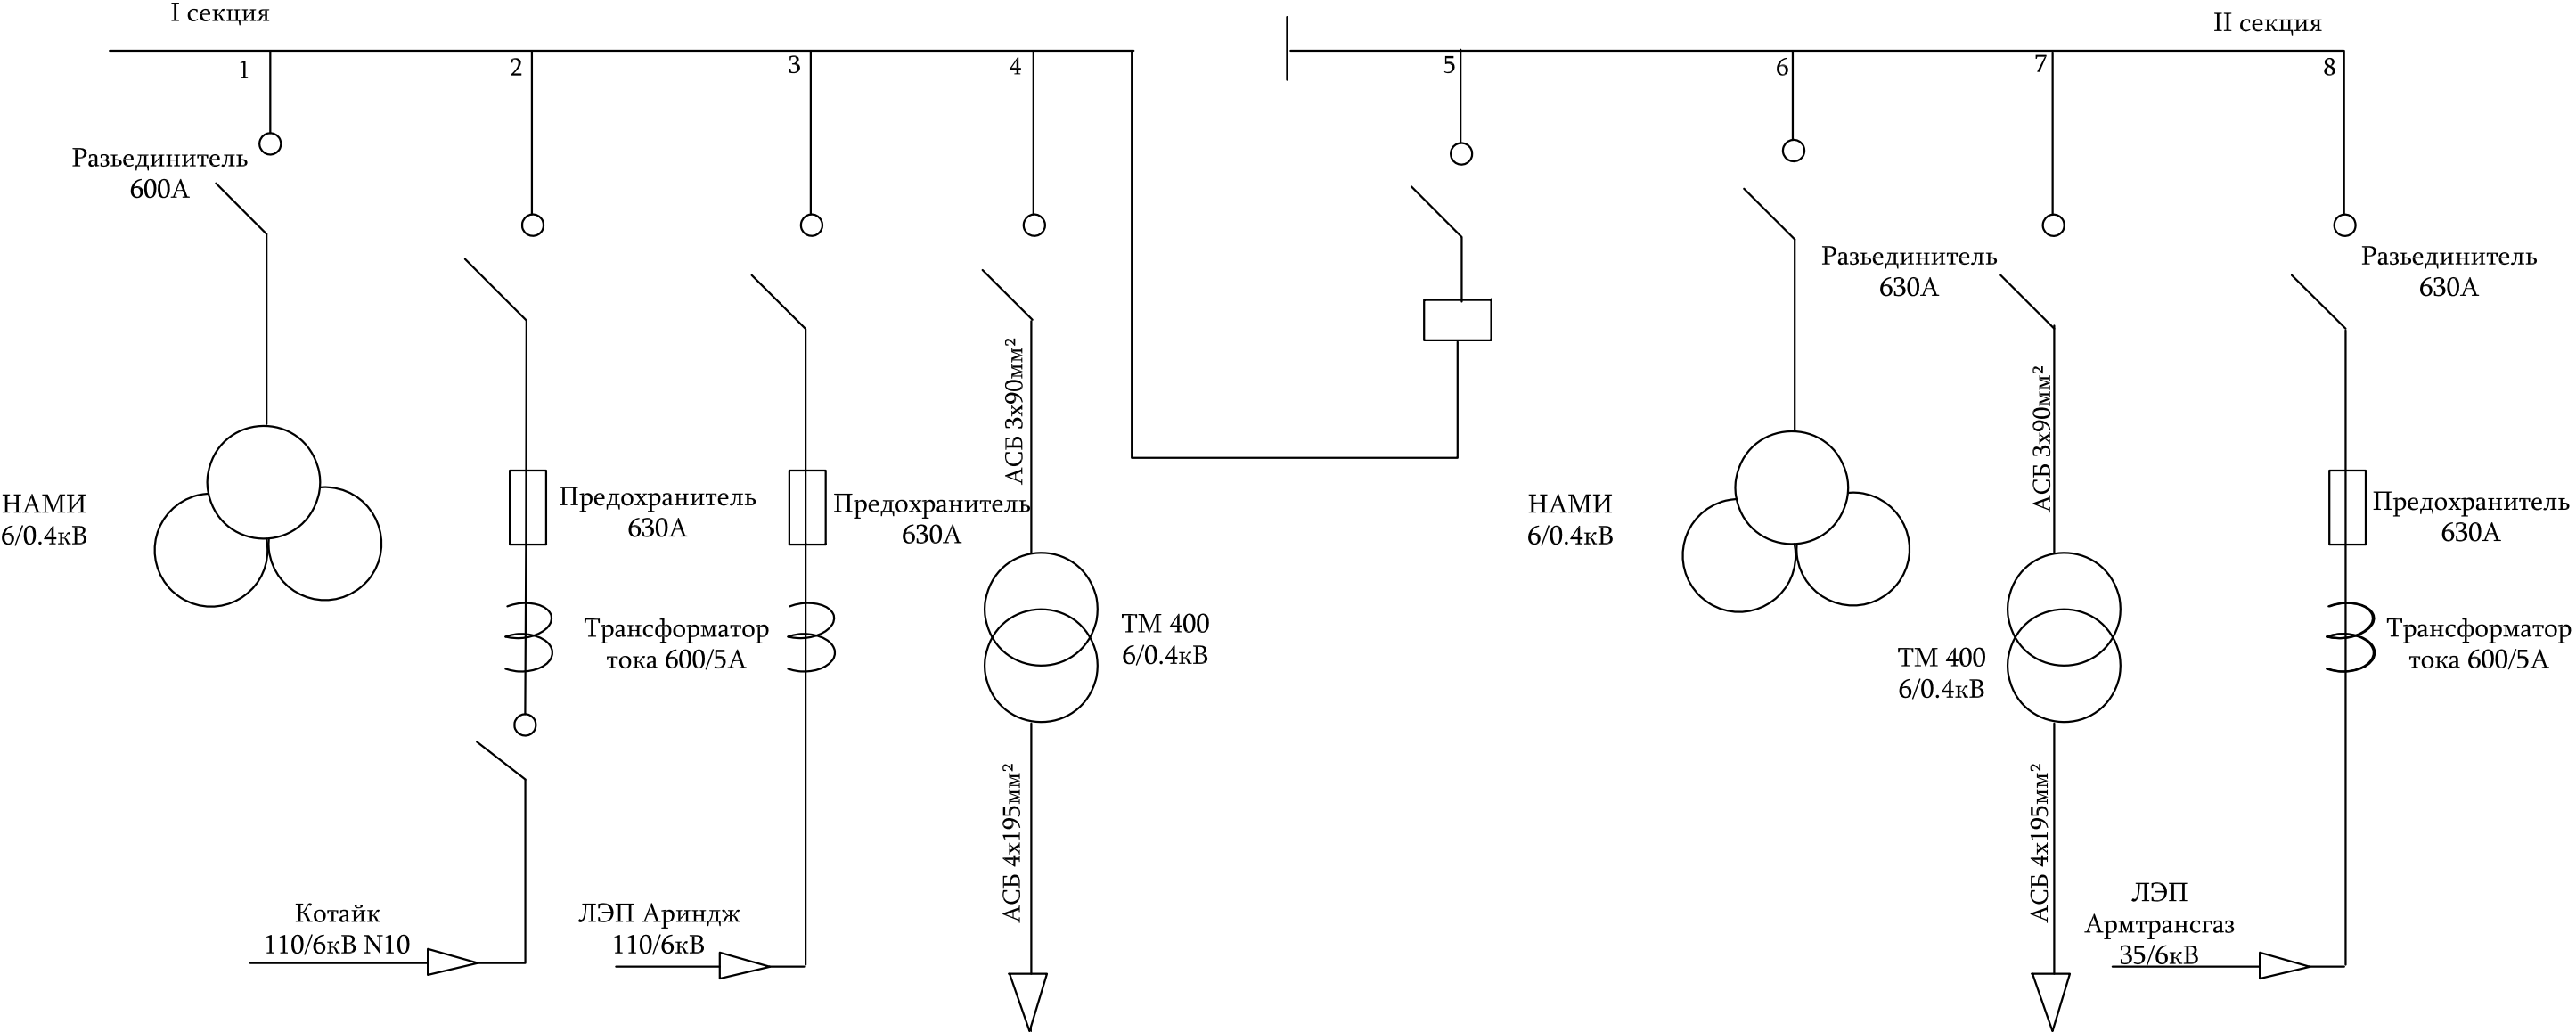 I секция
II секция
1
2
3
4
5
6
7
8
Разьединитель
600А
Разьединитель
630А
Разьединитель
630А
АСБ 3х90мм²
АСБ 3х90мм²
НАМИ
6/0.4кВ
Предохранитель
630А
Предохранитель
630А
НАМИ
6/0.4кВ
Предохранитель
630А
Трансформатор
тока 600/5А
ТМ 400
6/0.4кВ
ТМ 400
6/0.4кВ
Трансформатор
тока 600/5А
АСБ 4х195мм²
АСБ 4х195мм²
Котайк
110/6кВ N10
ЛЭП Ариндж
110/6кВ
ЛЭП
Армтрансгаз
35/6кВ